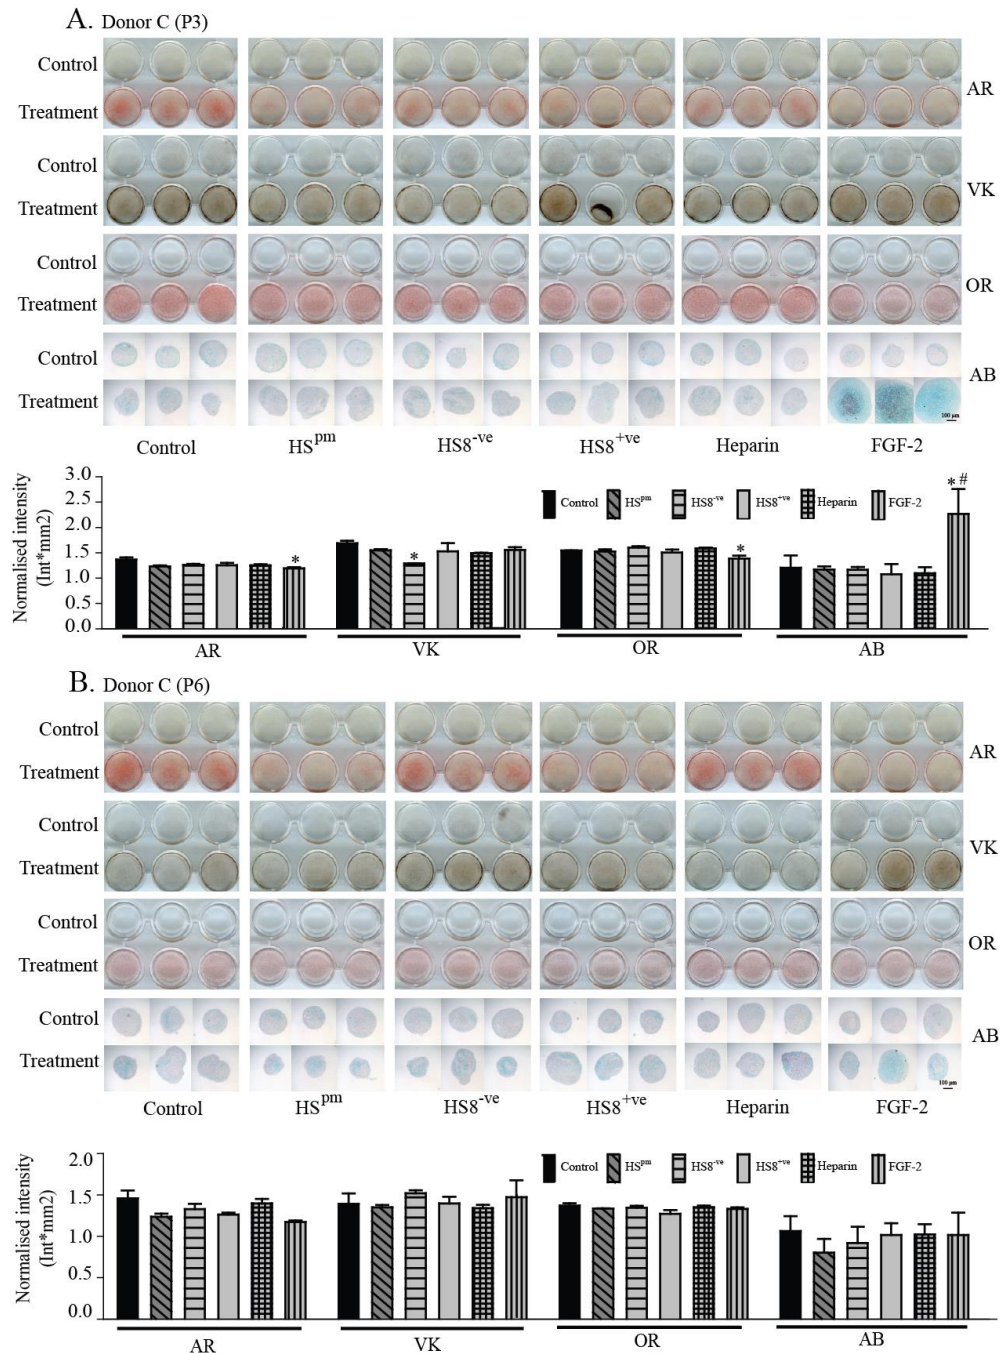 A. Donor C (P3)
Control
Treatment
AR
Control
Treatment
VK
Control
Treatment
OR
Control
Treatment
AB
100 µm
Control HSpm HS8-ve HS8+ve Heparin FGF-2
Normalised intensity
(Int*mm2)
3.0
2.5
2.0
1.5
1.0
0.5
0.0
Control HSpm HS8-ve HS8+ve Heparin FGF-2
* * * * #
AR VK OR AB
B. Donor C (P6)
Control
Treatment
AR
Control
Treatment
VK
Control
Treatment
OR
Control
Treatment
AB
100 µm
Control HSpm HS8-ve HS8+ve Heparin FGF-2
Normalised intensity
(Int*mm2)
2.0
1.5
1.0
0.5
0.0
Control HSpm HS8-ve HS8+ve Heparin FGF-2
AR VK OR AB